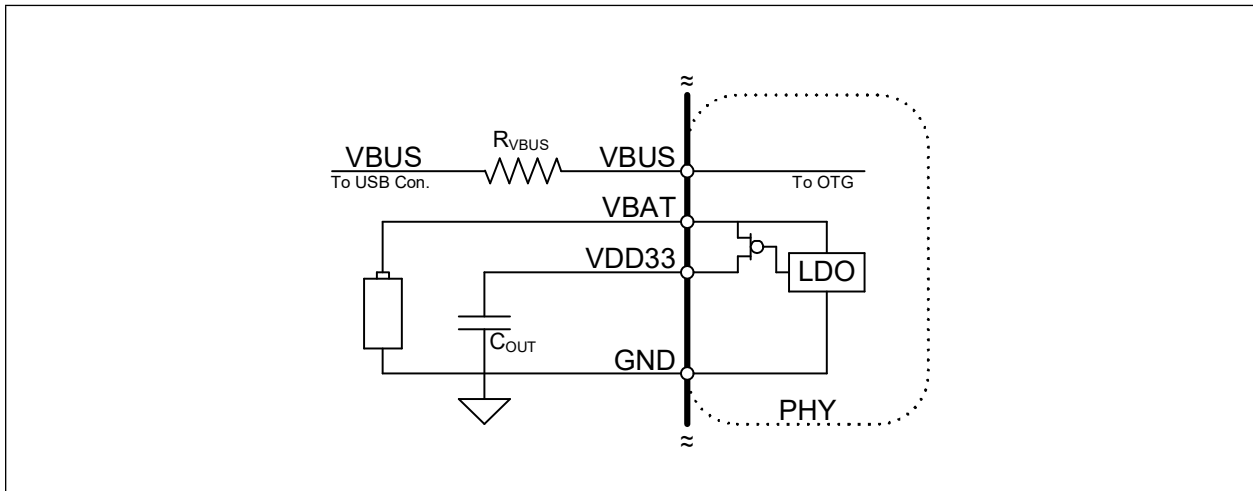 RVBUS
VBUS
VBUS
To USB Con.
To OTG
VBAT
VDD33
LDO
COUT
GND
PHY